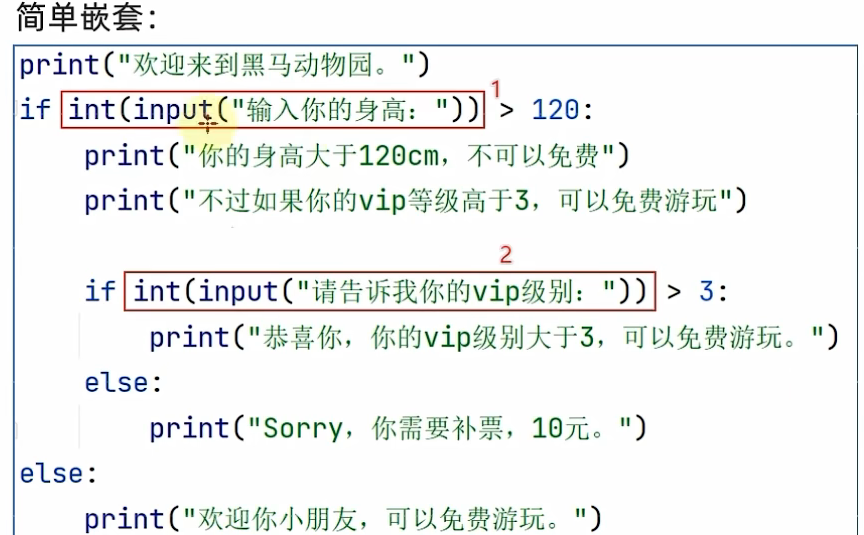 简单嵌套：
print("欢迎来到黑马动物园。")
if int(input("输入你的身高：")) > 120: 1
print("你的身高大于120cm，不可以免费")
print("不过如果你的vip等级高于3，可以免费游玩")
2
if int(input("请告诉我你的vip级别：")) > 3:
print("恭喜你，你的vip级别大于3，可以免费游玩。")
else:
print("Sorry，你需要补票，10元。")
else:
print("欢迎你小朋友，可以免费游玩。")